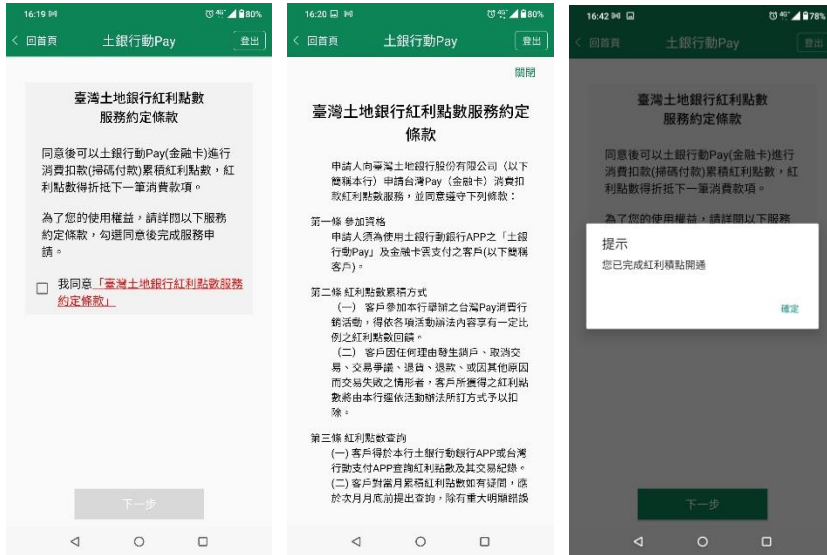 16:19
4G
80%
回首頁
土銀行動Pay
登出
臺灣土地銀行紅利點數
服務約定條款
同意後可以土銀行動Pay(金融卡)進行
消費扣款(掃碼付款)累積紅利點數，紅
利點數得折抵下一筆消費款項。
為了您的使用權益，請詳閱以下服務
約定條款，勾選同意後完成服務申
請。
我同意「臺灣土地銀行紅利點數服務
約定條款」
下一步
16:20
4G
80%
回首頁
土銀行動Pay
登出
關閉
臺灣土地銀行紅利點數服務約定
條款
申請人向臺灣土地銀行股份有限公司（以下
簡稱本行）申請台灣Pay（金融卡）消費扣
款紅利點數服務，並同意遵守下列條款：
第一條 參加資格
申請人須為使用土銀行動銀行APP之「土銀
行動Pay」及金融卡雲支付之客戶(以下簡稱
客戶)。
第二條 紅利點數累積方式
（一） 客戶參加本行舉辦之台灣Pay消費行
銷活動，得依各項活動辦法內容享有一定比
例之紅利點數回饋。
（二） 客戶因任何理由發生銷戶、取消交
易、交易爭議、退貨、退款、或因其他原因
而交易失敗之情形者，客戶所獲得之紅利點
數將由本行逕依活動辦法所訂方式予以扣
除。
第三條 紅利點數查詢
(一) 客戶得於本行土銀行動銀行APP或台灣
行動支付APP查詢紅利點數及其交易紀錄。
(二) 客戶對當月累積紅利點數如有疑問，應
於次月月底前提出查詢，除有重大明顯錯誤
16:42
4G
78%
回首頁
土銀行動Pay
登出
臺灣土地銀行紅利點數
服務約定條款
同意後可以土銀行動Pay(金融卡)進行
消費扣款(掃碼付款)累積紅利點數，紅
利點數得折抵下一筆消費款項。
為了您的使用權益，請詳閱以下服務
提示
您已完成紅利積點開通
確定
下一步